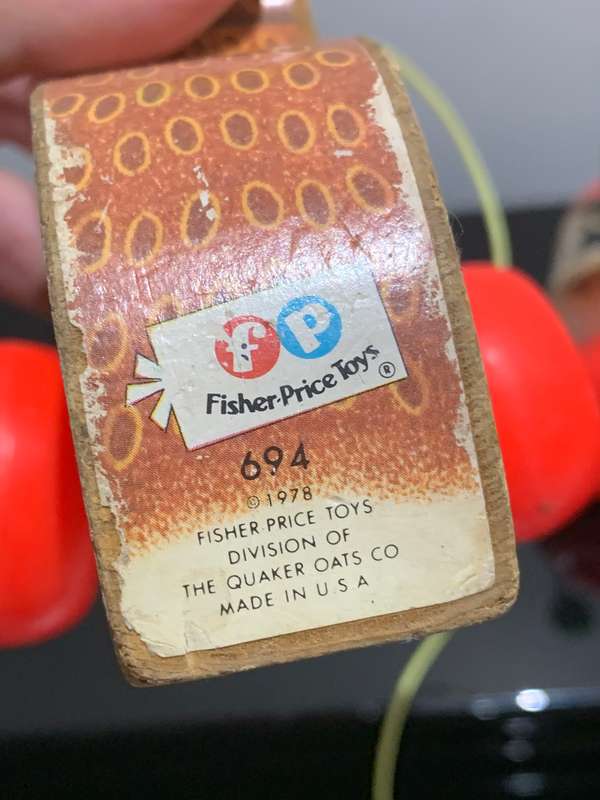 fp
Fisher-Price Toys ®
694
© 1978
FISHER-PRICE TOYS
DIVISION OF
THE QUAKER OATS CO
MADE IN U.S.A